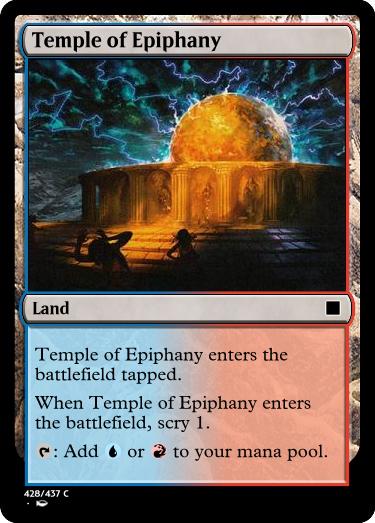 Temple of Epiphany
Land
Temple of Epiphany enters the
battlefield tapped.
When Temple of Epiphany enters
the battlefield, scry 1.
: Add or to your mana pool.
428/437 C